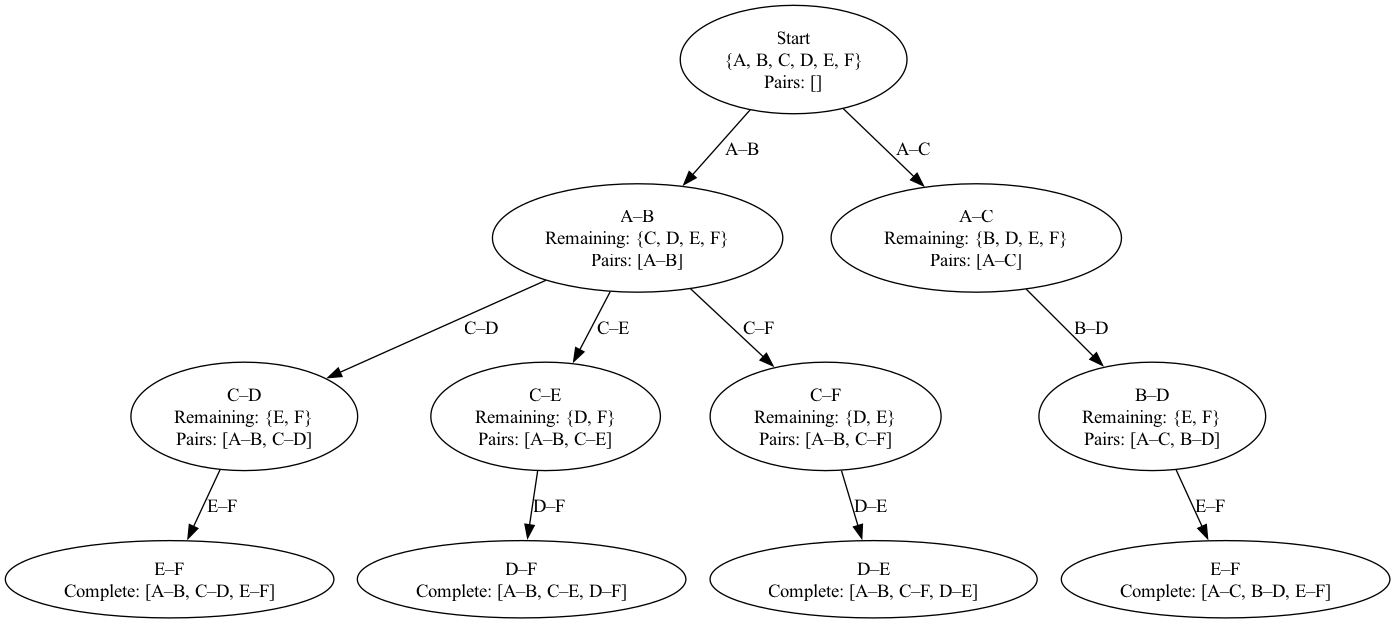 Start
{A, B, C, D, E, F}
Pairs: []
A–B
A–C
A–B
Remaining: {C, D, E, F}
Pairs: [A–B]
A–C
Remaining: {B, D, E, F}
Pairs: [A–C]
C–D
C–E
C–F
B–D
C–D
Remaining: {E, F}
Pairs: [A–B, C–D]
C–E
Remaining: {D, F}
Pairs: [A–B, C–E]
C–F
Remaining: {D, E}
Pairs: [A–B, C–F]
B–D
Remaining: {E, F}
Pairs: [A–C, B–D]
E–F
D–F
D–E
E–F
E–F
Complete: [A–B, C–D, E–F]
D–F
Complete: [A–B, C–E, D–F]
D–E
Complete: [A–B, C–F, D–E]
E–F
Complete: [A–C, B–D, E–F]